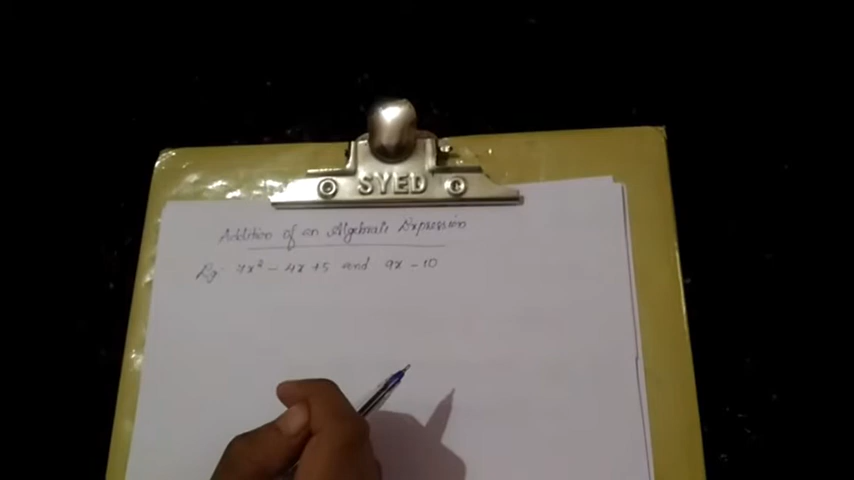 SYED
Addition of an Algebraic Expression
Eg: 7x² - 4x + 5 and 9x - 10